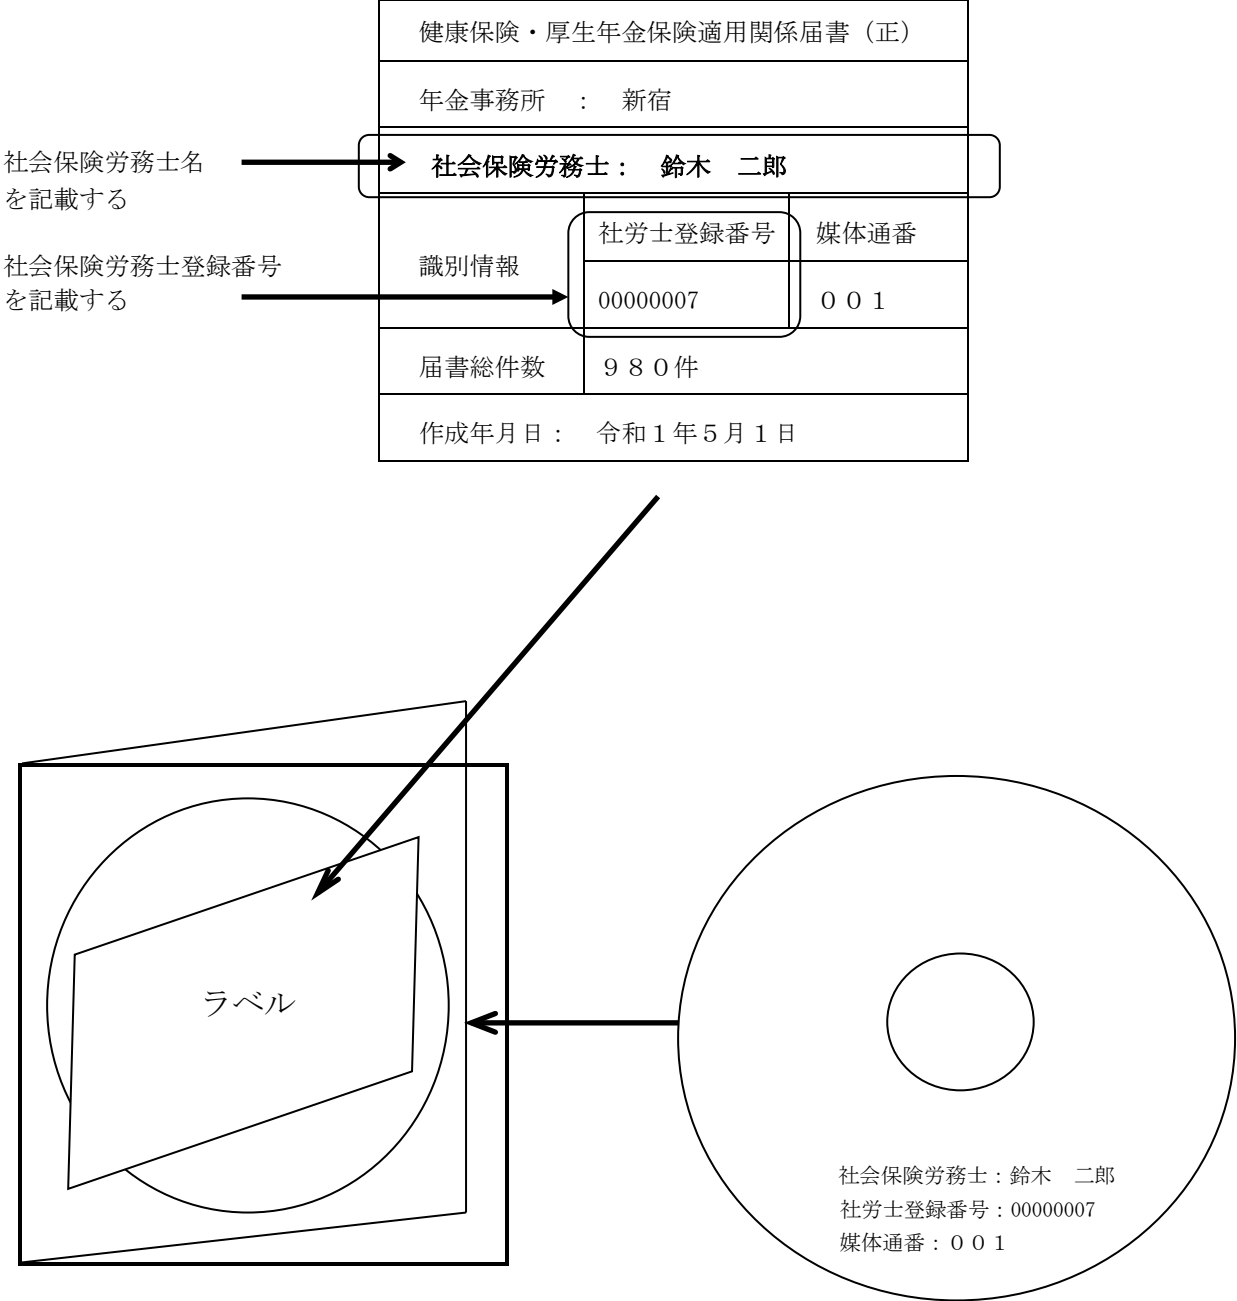 健康保険・厚生年金保険適用関係届書（正）
年金事務所　：　新宿
社会保険労務士名
を記載する
社会保険労務士：　鈴木　二郎
社会保険労務士登録番号
を記載する
識別情報
社労士登録番号
媒体通番
00000007
００１
届書総件数
９８０件
作成年月日：　令和１年５月１日
ラベル
社会保険労務士：鈴木　二郎
社労士登録番号：00000007
媒体通番：００１